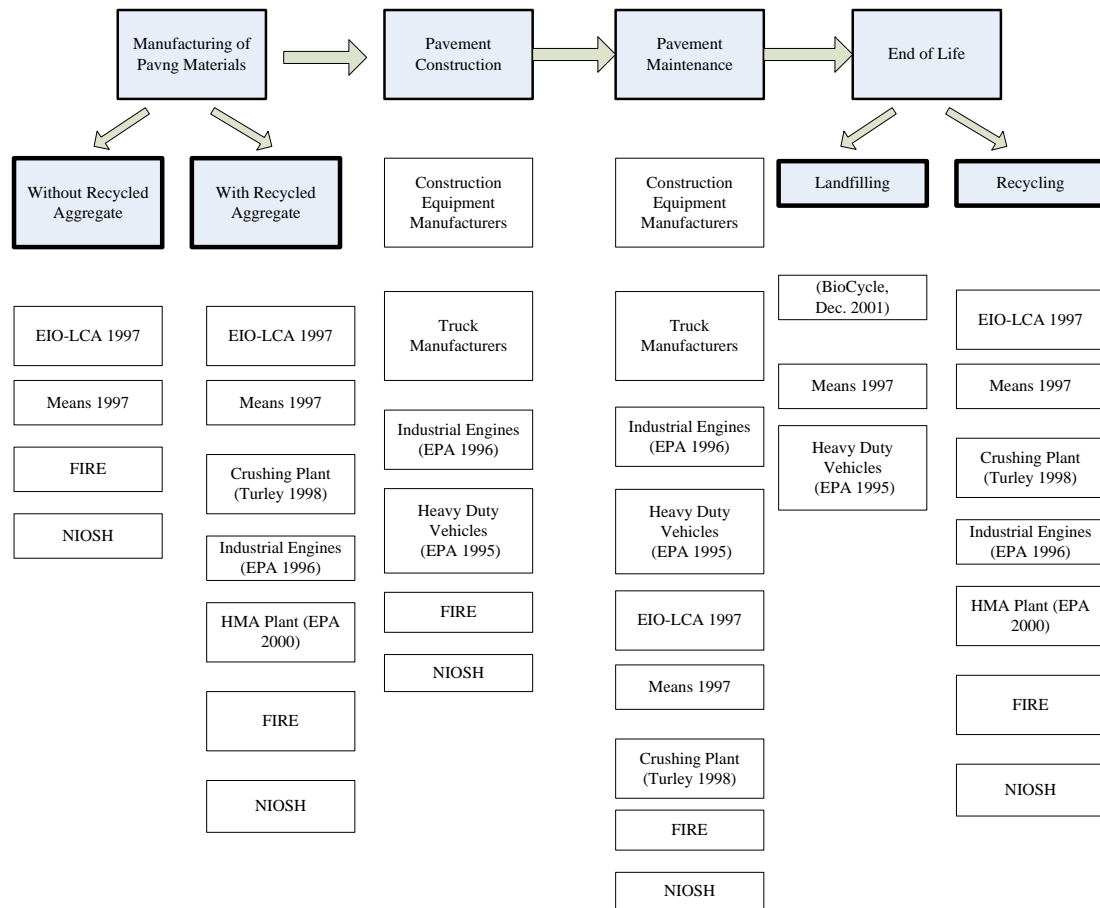 Manufacturing of
Pavng Materials
Pavement
Construction
Pavement
Maintenance
End of Life
Without Recycled
Aggregate
With Recycled
Aggregate
Construction
Equipment
Manufacturers
Construction
Equipment
Manufacturers
Landfilling
Recycling
EIO-LCA 1997
Means 1997
FIRE
NIOSH
EIO-LCA 1997
Means 1997
Crushing Plant
(Turley 1998)
Industrial Engines
(EPA 1996)
HMA Plant (EPA
2000)
FIRE
NIOSH
Truck
Manufacturers
Industrial Engines
(EPA 1996)
Heavy Duty
Vehicles
(EPA 1995)
FIRE
NIOSH
Truck
Manufacturers
Industrial Engines
(EPA 1996)
Heavy Duty
Vehicles
(EPA 1995)
EIO-LCA 1997
Means 1997
Crushing Plant
(Turley 1998)
FIRE
NIOSH
(BioCycle,
Dec. 2001)
Means 1997
Heavy Duty
Vehicles
(EPA 1995)
EIO-LCA 1997
Means 1997
Crushing Plant
(Turley 1998)
Industrial Engines
(EPA 1996)
HMA Plant (EPA
2000)
FIRE
NIOSH